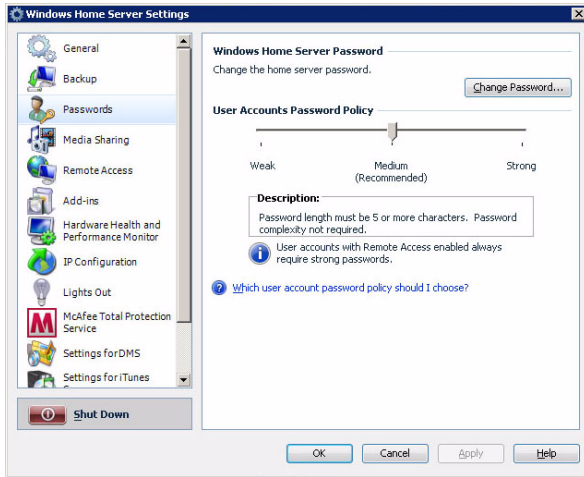 Windows Home Server Settings
General
Backup
Passwords
Media Sharing
Remote Access
Add-ins
Hardware Health and
Performance Monitor
IP Configuration
Lights Out
McAfee Total Protection
Service
Settings for DMS
Settings for iTunes
Shut Down
Windows Home Server Password
Change the home server password.
Change Password...
User Accounts Password Policy
Weak
Medium
(Recommended)
Strong
Description:
Password length must be 5 or more characters. Password
complexity not required.
User accounts with Remote Access enabled always
require strong passwords.
Which user account password policy should I choose?
OK
Cancel
Apply
Help